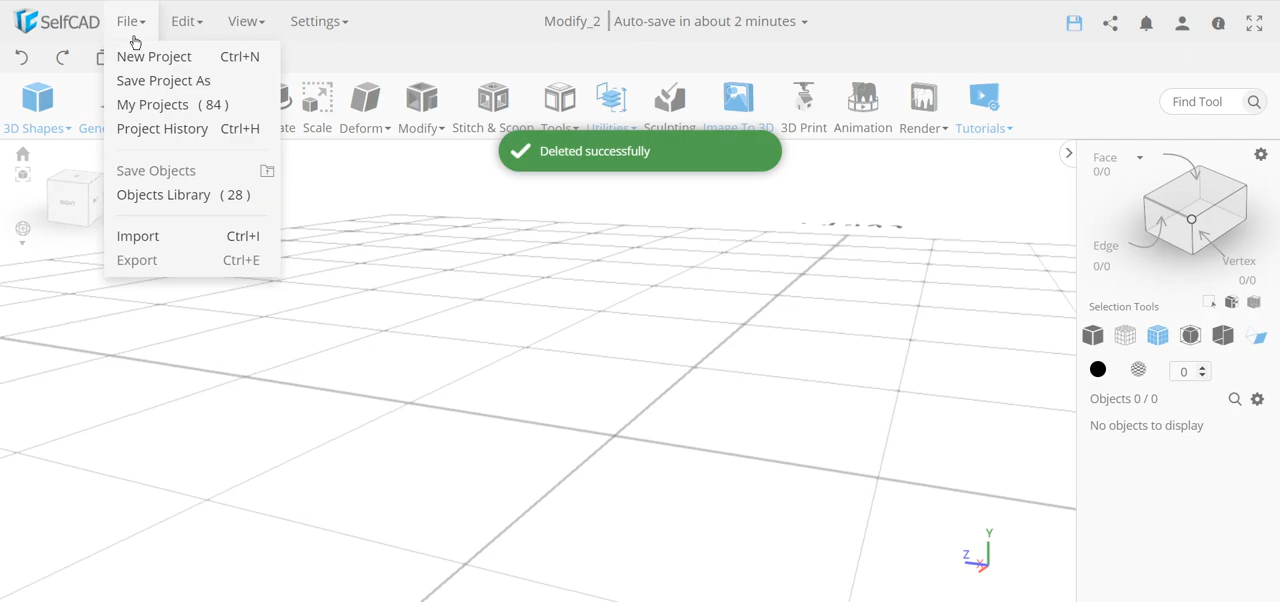 SelfCAD File Edit View Settings Modify_2 Auto-save in about 2 minutes
New Project Ctrl+N
Save Project As
My Projects ( 84 )
Project History Ctrl+H
Save Objects
Objects Library ( 28 )
Import Ctrl+I
Export Ctrl+E
3D Shapes Scale Deform Modify Stitch & Scoop Tools Utilities Sculpting Image To 3D 3D Print Animation Render Tutorials
Find Tool
Deleted successfully
RIGHT
Face
0/0
Edge
0/0
Vertex
0/0
Selection Tools
0
Objects 0 / 0
No objects to display
Y
Z
X